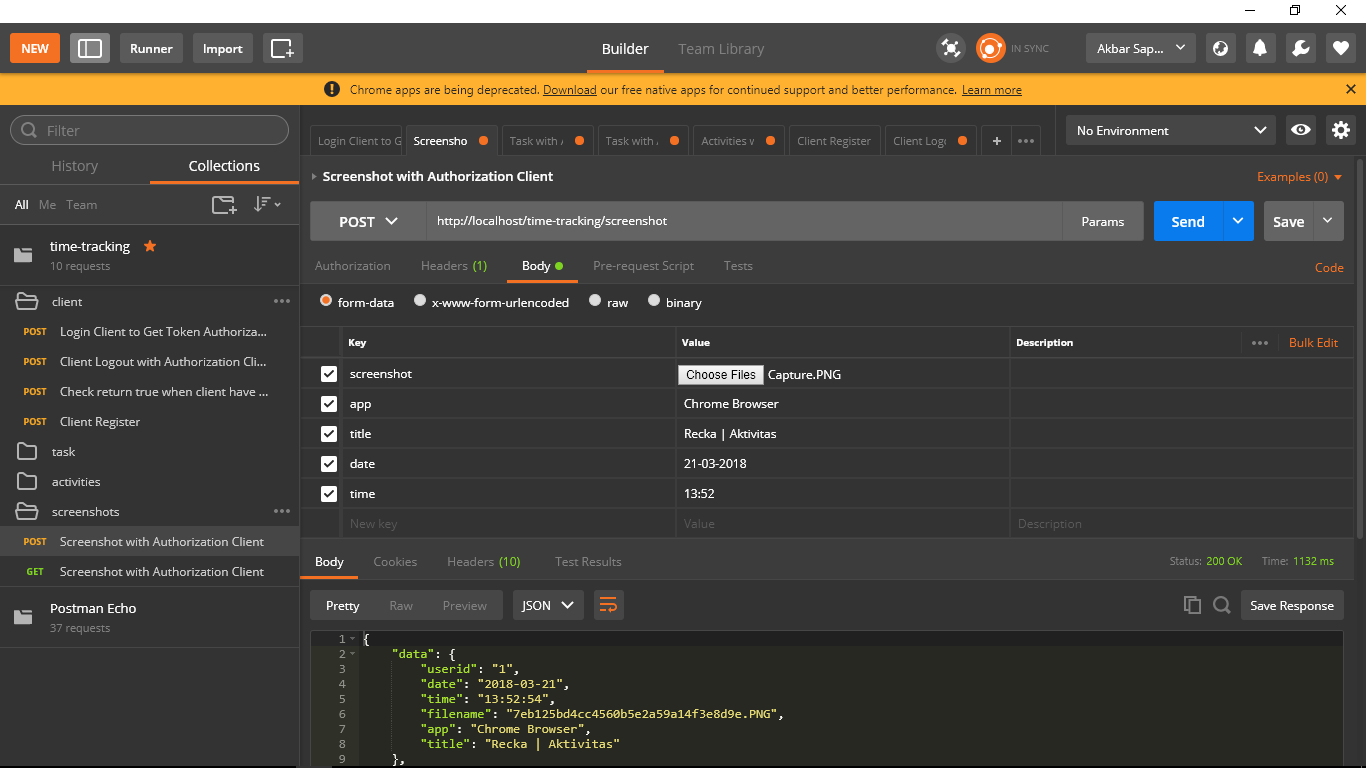 NEW Runner Import Builder Team Library IN SYNC Akbar Sap...
Chrome apps are being deprecated. Download our free native apps for continued support and better performance. Learn more
Filter
History Collections
All Me Team
time-tracking
10 requests
client
POST Login Client to Get Token Authoriza...
POST Client Logout with Authorization Cli...
POST Check return true when client have ...
POST Client Register
task
activities
screenshots
POST Screenshot with Authorization Client
GET Screenshot with Authorization Client
Postman Echo
37 requests
Login Client to G Screensho Task with Task with Activities Client Register Client Log + No Environment
Screenshot with Authorization Client Examples (0)
POST http://localhost/time-tracking/screenshot Params Send Save
Authorization Headers (1) Body Pre-request Script Tests Code
form-data x-www-form-urlencoded raw binary
Key Value Description Bulk Edit
screenshot Choose Files Capture.PNG
app Chrome Browser
title Recka | Aktivitas
date 21-03-2018
time 13:52
New key Value Description
Body Cookies Headers (10) Test Results Status: 200 OK Time: 1132 ms
Pretty Raw Preview JSON Save Response
1 {
2 "data": {
3 "userid": "1",
4 "date": "2018-03-21",
5 "time": "13:52:54",
6 "filename": "7eb125bd4cc4560b5e2a59a14f3e8d9e.PNG",
7 "app": "Chrome Browser",
8 "title": "Recka | Aktivitas"
9 },